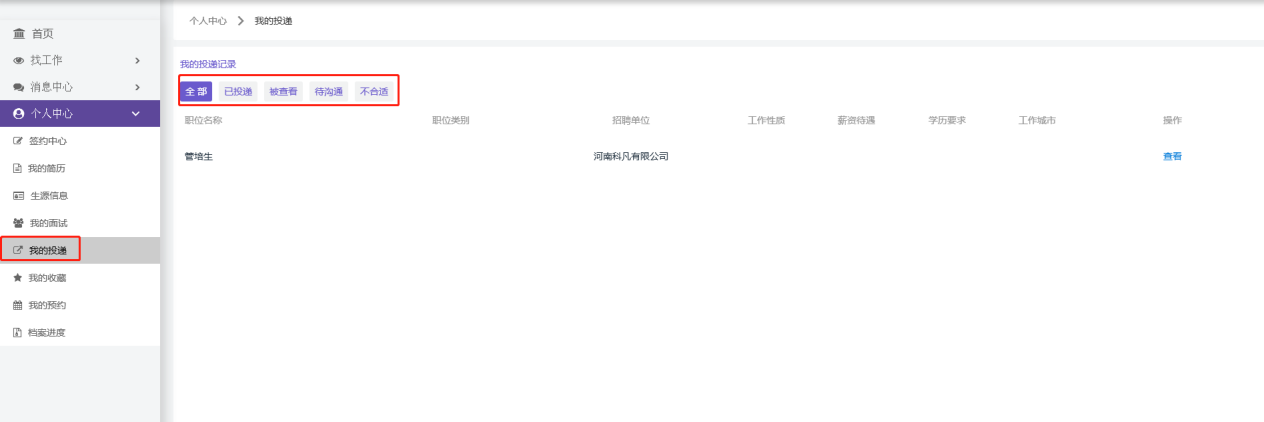 首页
找工作
消息中心
个人中心
签约中心
我的简历
生源信息
我的面试
我的投递
我的收藏
我的预约
档案进度
个人中心 我的投递
我的投递记录
全部 已投递 被查看 待沟通 不合适
职位名称 职位类别 招聘单位 工作性质 薪资待遇 学历要求 工作城市 操作
管培生 河南科凡有限公司 查看